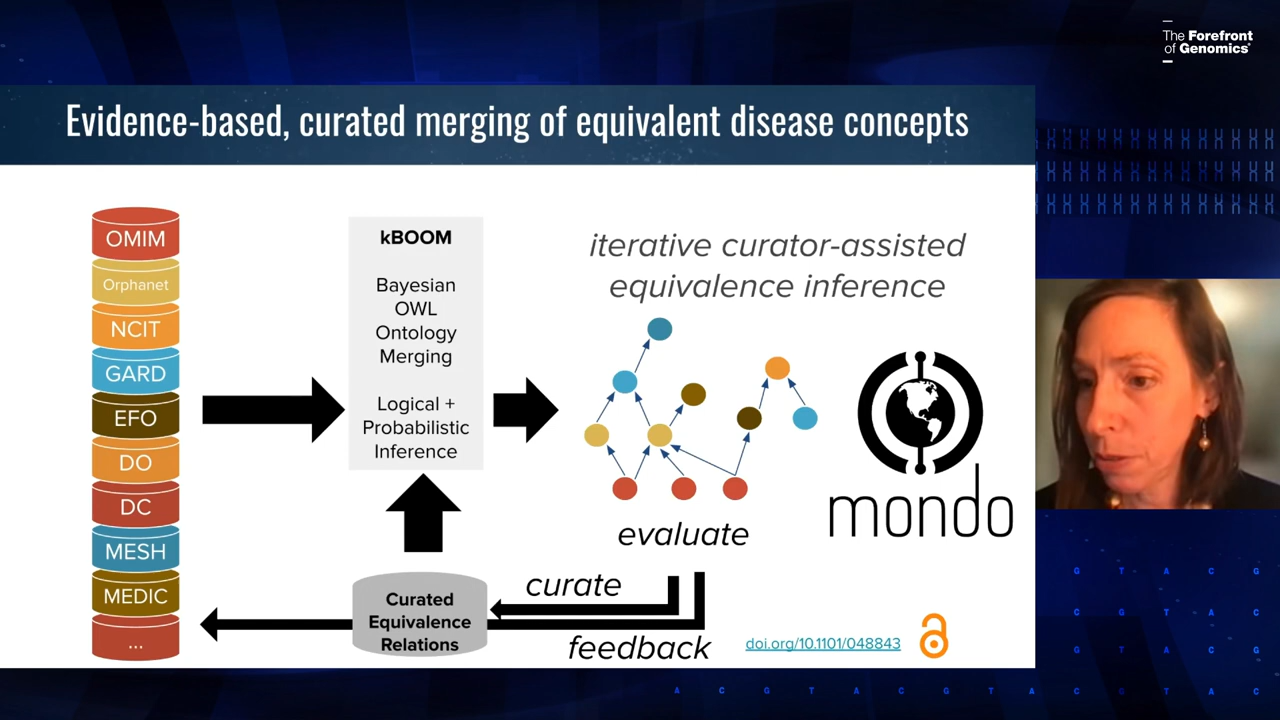 The Forefront
of Genomics®
Evidence-based, curated merging of equivalent disease concepts
OMIM
Orphanet
NCIT
GARD
EFO
DO
DC
MESH
MEDIC
...
kBOOM
Bayesian
OWL
Ontology
Merging
Logical +
Probabilistic
Inference
iterative curator-assisted
equivalence inference
mondo
evaluate
curate
feedback
Curated
Equivalence
Relations
doi.org/10.1101/048843
G T A C G
C G T A C
G T A C G
A C G T A C G T A C G T A C G T A C